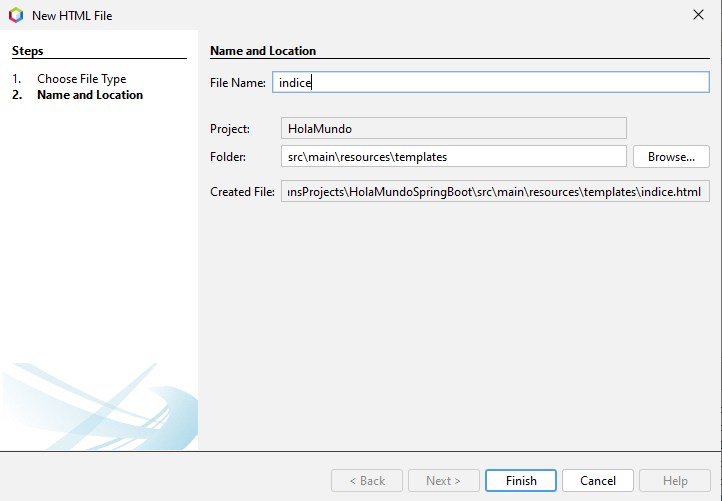 New HTML File
Steps
1. Choose File Type
2. Name and Location
Name and Location
File Name: indice
Project: HolaMundo
Folder: src\main\resources\templates Browse...
Created File: nsProjects\HolaMundoSpringBoot\src\main\resources\templates\indice.html
< Back Next > Finish Cancel Help